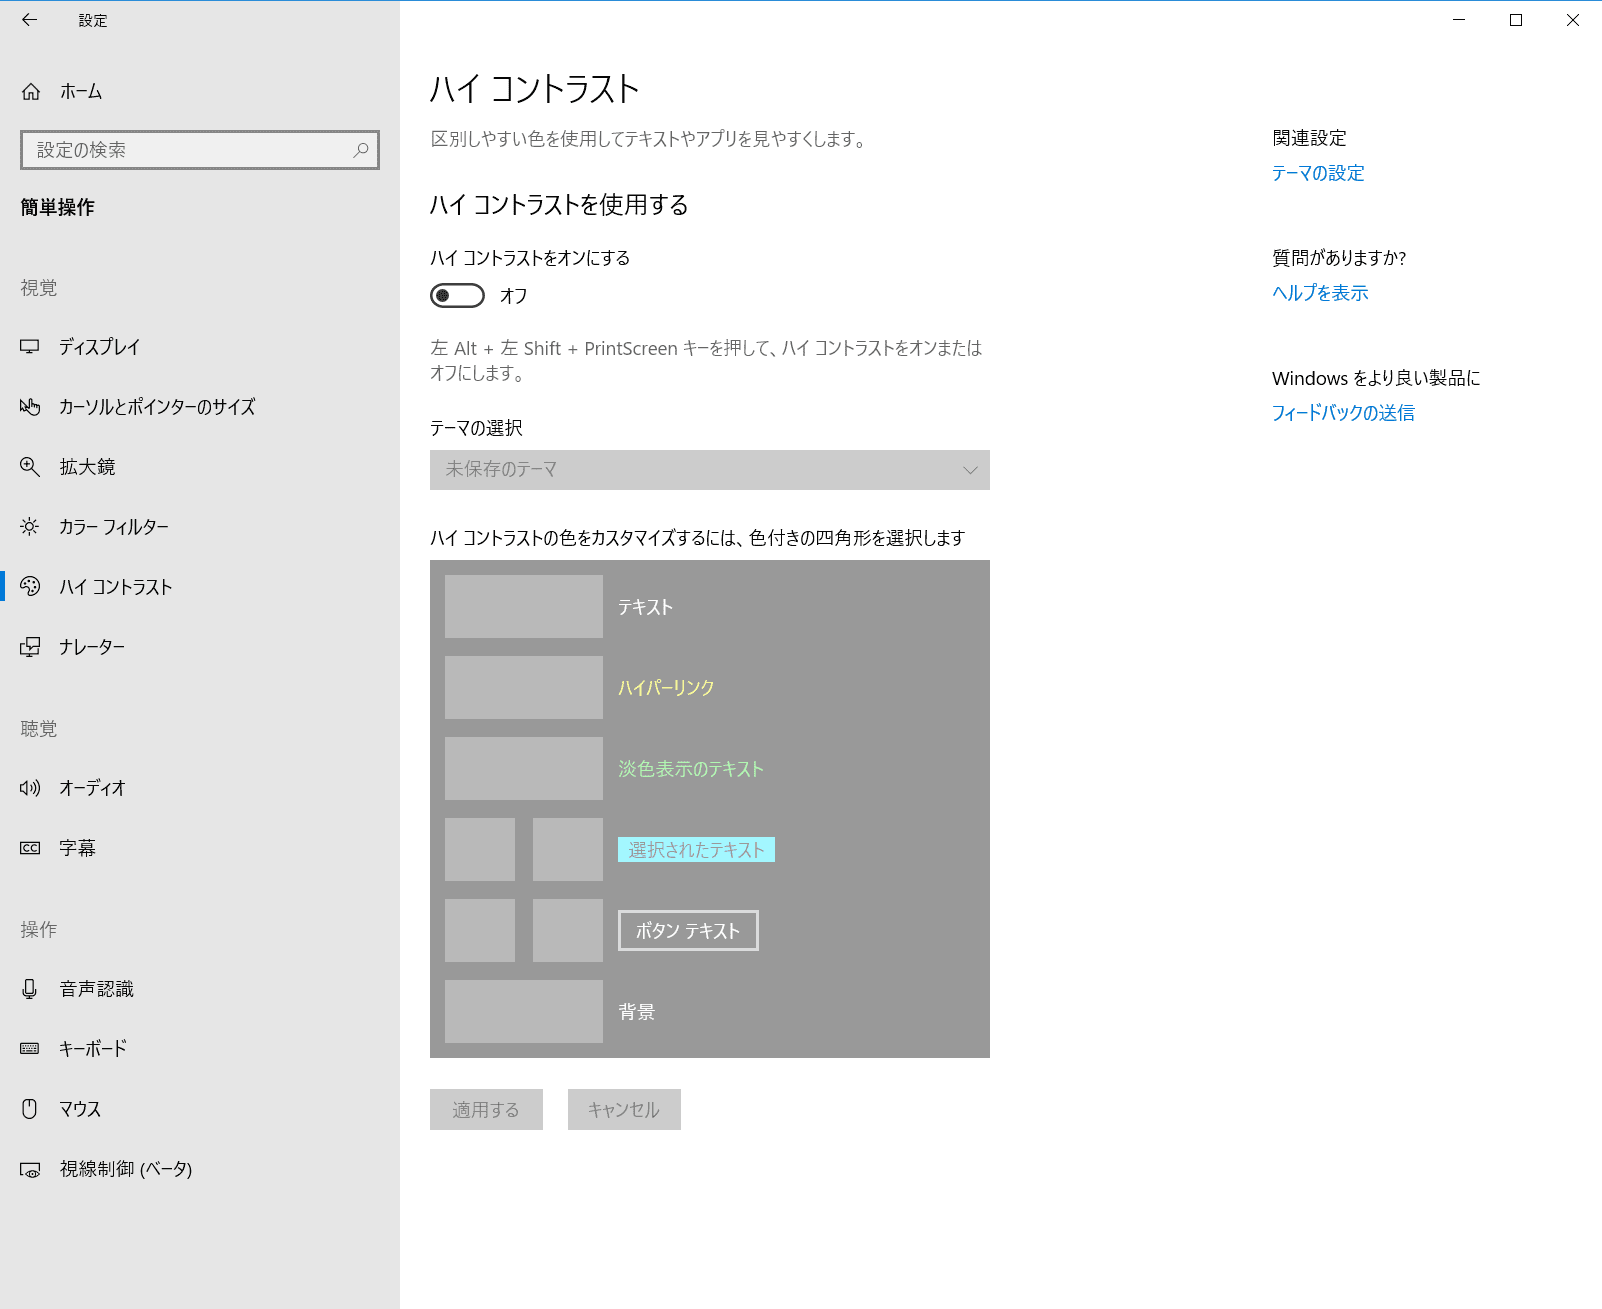 設定
ホーム
設定の検索
簡単操作
視覚
ディスプレイ
カーソルとポインターのサイズ
拡大鏡
カラー フィルター
ハイ コントラスト
ナレーター
聴覚
オーディオ
字幕
操作
音声認識
キーボード
マウス
視線制御 (ベータ)
ハイ コントラスト
区別しやすい色を使用してテキストやアプリを見やすくします。
ハイ コントラストを使用する
ハイ コントラストをオンにする
オフ
左 Alt + 左 Shift + PrintScreen キーを押して、ハイ コントラストをオンまたは
オフにします。
テーマの選択
未保存のテーマ
ハイ コントラストの色をカスタマイズするには、色付きの四角形を選択します
テキスト
ハイパーリンク
淡色表示のテキスト
選択されたテキスト
ボタン テキスト
背景
適用する
キャンセル
関連設定
テーマの設定
質問がありますか?
ヘルプを表示
Windows をより良い製品に
フィードバックの送信